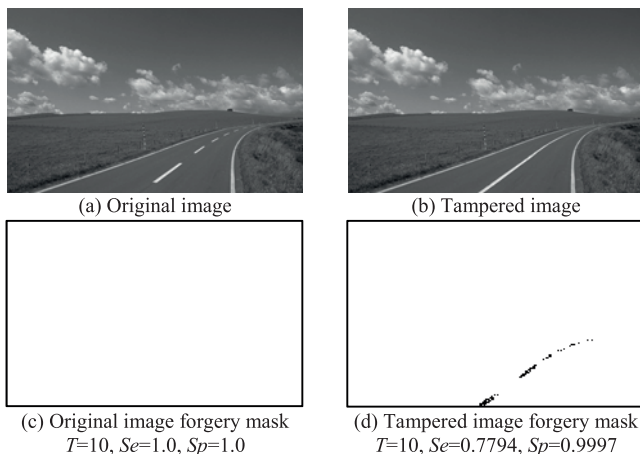 (a) Original image
(b) Tampered image
(c) Original image forgery mask
T=10, Se=1.0, Sp=1.0
(d) Tampered image forgery mask
T=10, Se=0.7794, Sp=0.9997